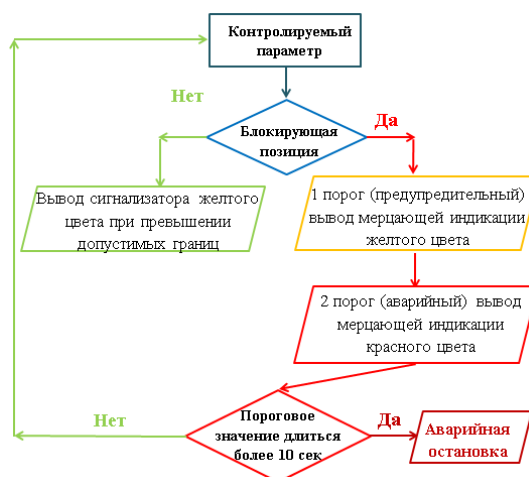 Контролируемый
параметр
Нет
Блокирующая
позиция
Да
Вывод сигнализатора желтого
цвета при превышении
допустимых границ
1 порог (предупредительный)
вывод мерцающей индикации
желтого цвета
2 порог (аварийный) вывод
мерцающей индикации
красного цвета
Нет
Пороговое
значение длиться
более 10 сек
Да
Аварийная
остановка